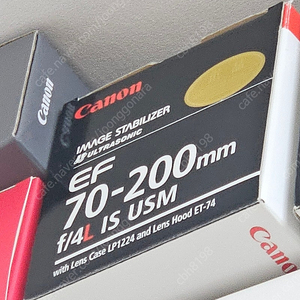 Canon
Canon
IMAGE STABILIZER
ULTRASONIC
EF
70-200mm
f/4L IS USM
with Lens Case LP1224 and Lens Hood ET-74
Canon